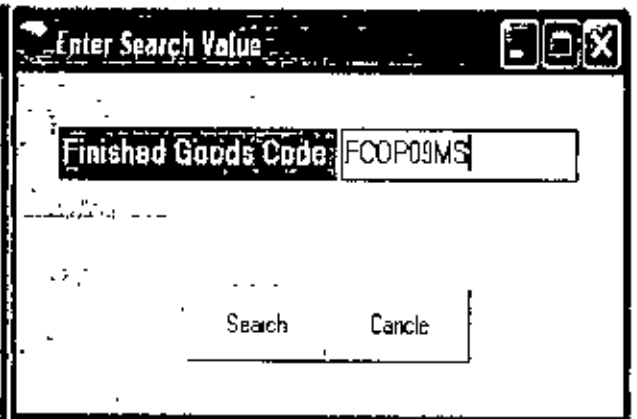 Enter Search Value
Finished Goods Code FCOP09MS
Search Cancle